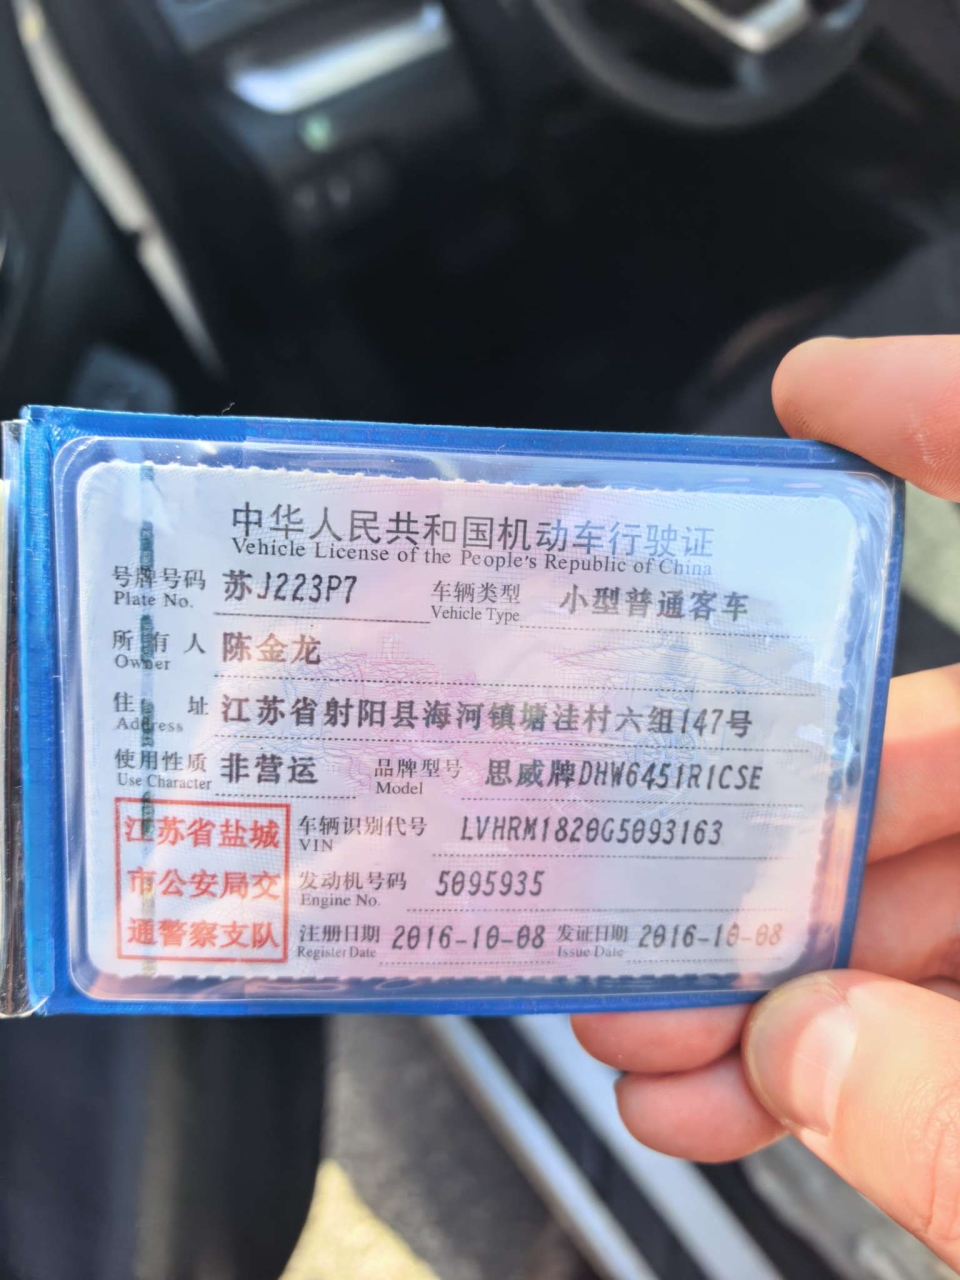 中华人民共和国机动车行驶证
Vehicle License of the People's Republic of China
号牌号码 苏J223P7 车辆类型 小型普通客车
Plate No. Vehicle Type
所有人 陈金龙
Owner
住址 江苏省射阳县海河镇塘洼村六组147号
Address
使用性质 非营运 品牌型号 思威牌DHW6451R1CSE
Use Character Model
江苏省盐城 车辆识别代号 LVHRM1820G5093163
VIN
市公安局交 发动机号码 5095935
Engine No.
通警察支队 注册日期 2016-10-08 发证日期 2016-10-08
Register Date Issue Date